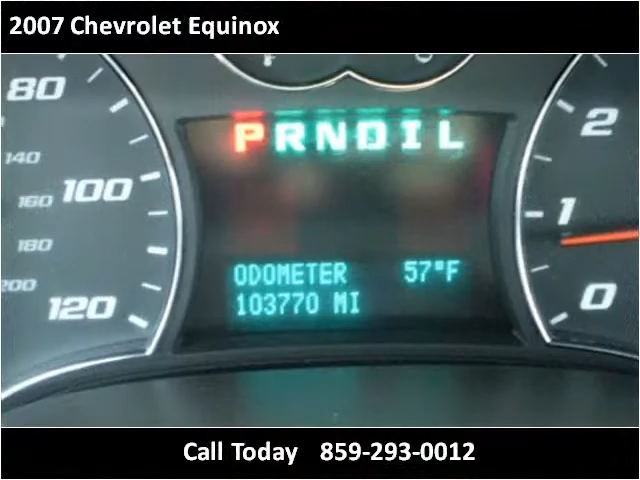 2007 Chevrolet Equinox
P R N D I L
80
140
100
160
180
200
120
2
1
0
ODOMETER 57°F
103770 MI
Call Today 859-293-0012